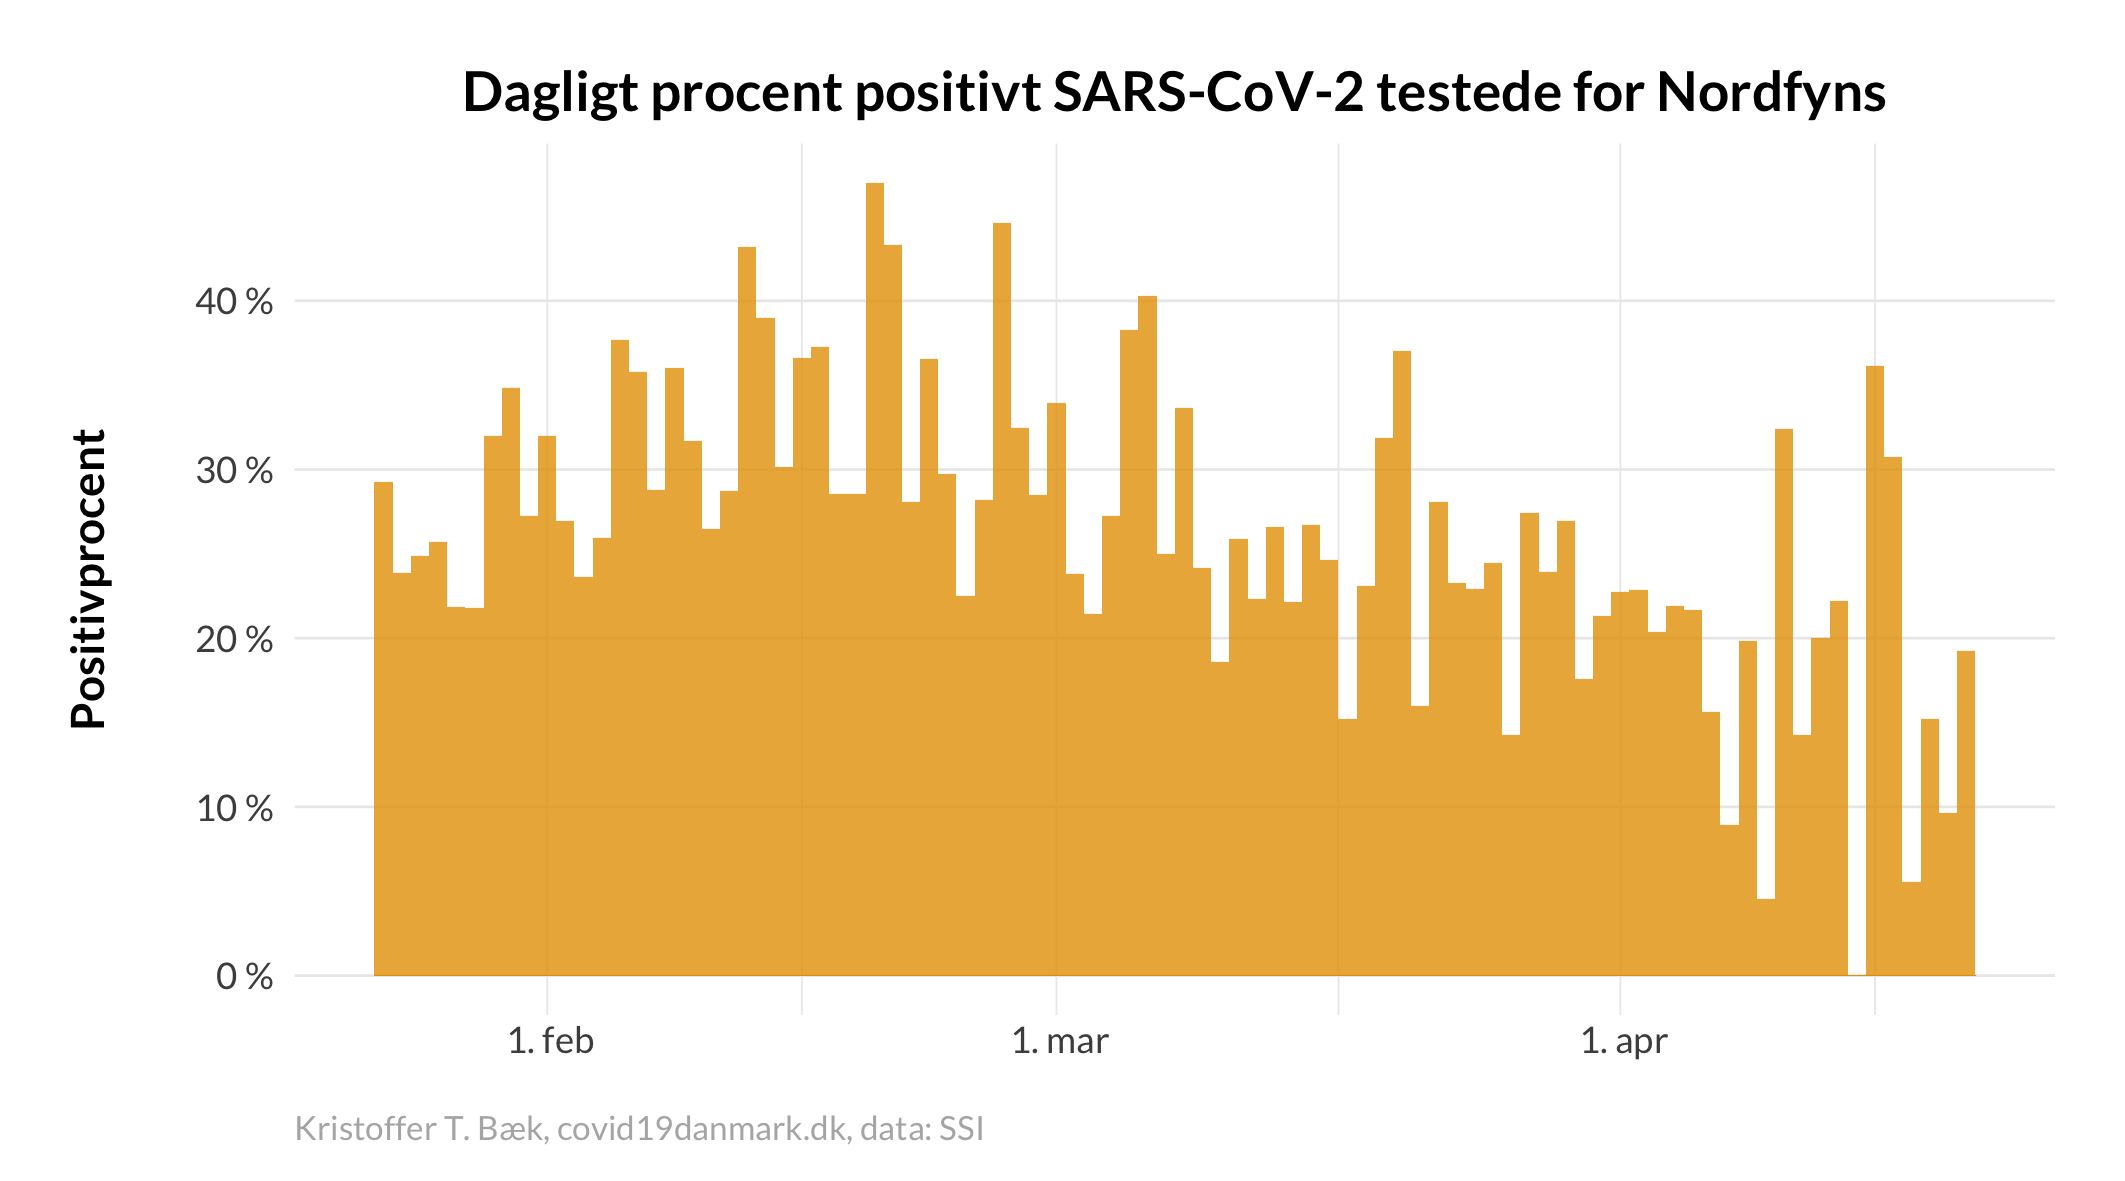 Dagligt procent positivt SARS-CoV-2 testede for Nordfyns
Positivprocent
40 %
30 %
20 %
10 %
0 %
1. feb
1. mar
1. apr
Kristoffer T. Bæk, covid19danmark.dk, data: SSI